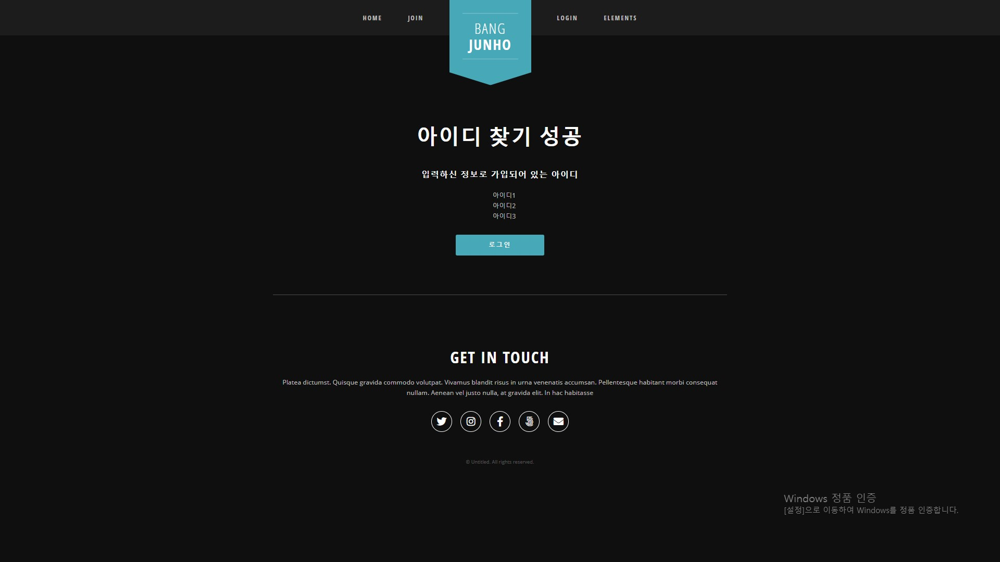 HOME
JOIN
BANG
JUNHO
LOGIN
ELEMENTS
아이디 찾기 성공
입력하신 정보로 가입되어 있는 아이디
아이디1
아이디2
아이디3
로그인
GET IN TOUCH
Platea dictumst. Quisque gravida commodo volutpat. Vivamus blandit risus in urna venenatis accumsan. Pellentesque habitant morbi consequat
nullam. Aenean vel justo nulla, at gravida elit. In hac habitasse
© Untitled. All rights reserved.
Windows 정품 인증
[설정]으로 이동하여 Windows를 정품 인증합니다.